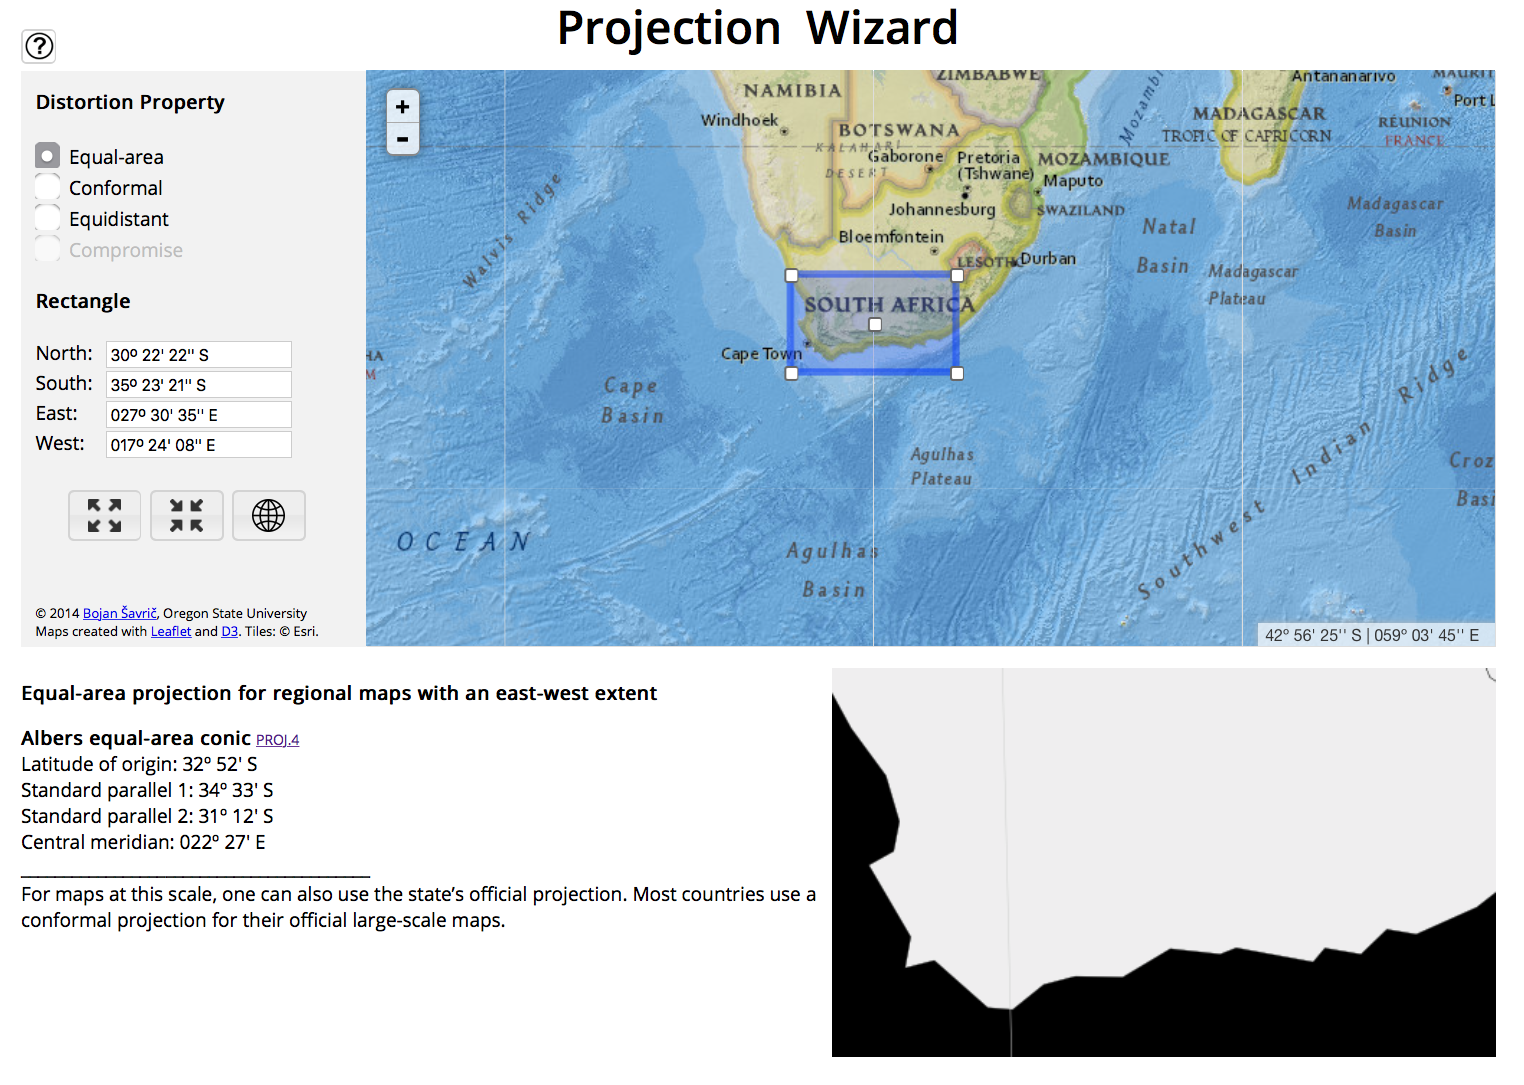 Projection Wizard
?
Distortion Property
Equal-area
Conformal
Equidistant
Compromise
Rectangle
North: 30º 22' 22'' S
South: 35º 23' 21'' S
East: 027º 30' 35'' E
West: 017º 24' 08'' E
© 2014 Bojan Šavrič, Oregon State University
Maps created with Leaflet and D3. Tiles: © Esri.
+
-
ZIMBABWE
Antananarivo
NAMIBIA
Port L
Windhoek
MADAGASCAR
BOTSWANA
RÉUNION
FRANCE
TROPIC OF CAPRICORN
KALAHARI
DESERT
Gaborone
Pretoria
(Tshwane)
MOZAMBIQUE
Maputo
Johannesburg
SWAZILAND
Walvis Ridge
Natal
Basin
Madagascar
Basin
Bloemfontein
LESOTHO
Durban
Madagascar
Plateau
SOUTH AFRICA
Cape Town
Cape
Basin
Agulhas
Plateau
Southwest Indian Ridge
Croz
Basi
OCEAN
Agulhas
Basin
42º 56' 25'' S | 059º 03' 45'' E
Equal-area projection for regional maps with an east-west extent
Albers equal-area conic PROJ.4
Latitude of origin: 32º 52' S
Standard parallel 1: 34º 33' S
Standard parallel 2: 31º 12' S
Central meridian: 022º 27' E
For maps at this scale, one can also use the state’s official projection. Most countries use a
conformal projection for their official large-scale maps.